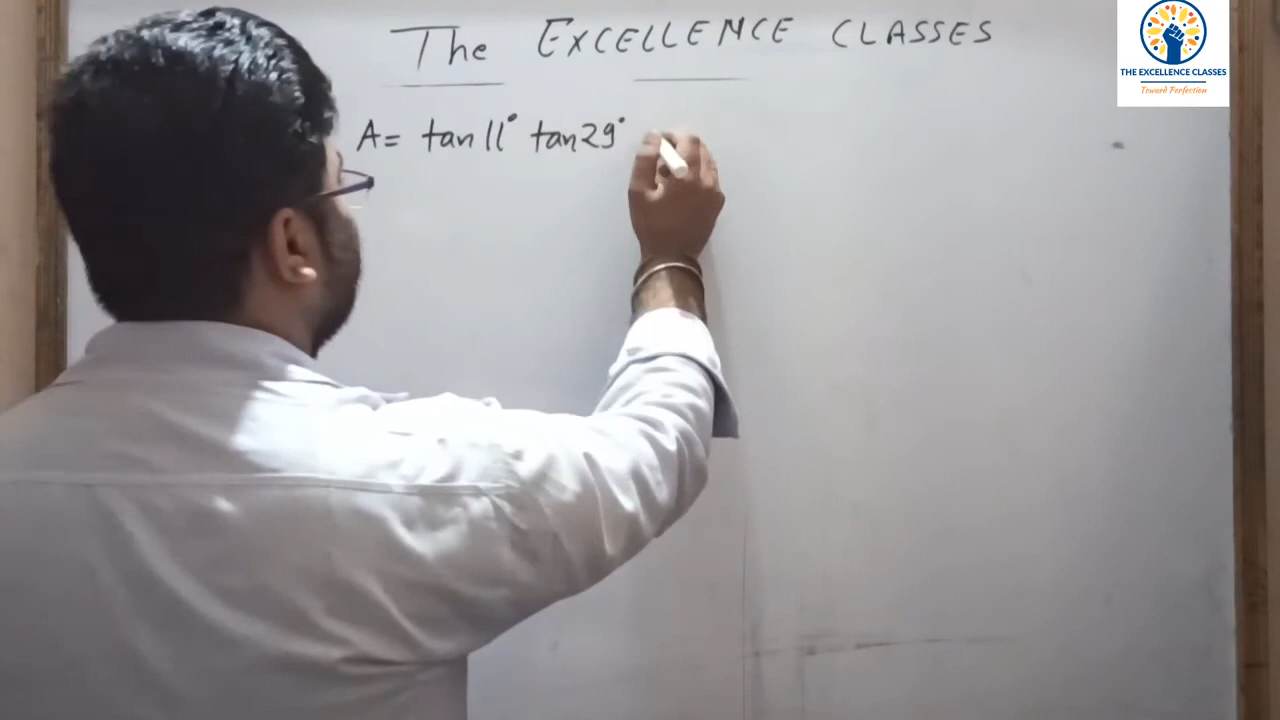 The EXCELLENCE CLASSES
THE EXCELLENCE CLASSES
Toward Perfection
A= tan 11° tan 29°